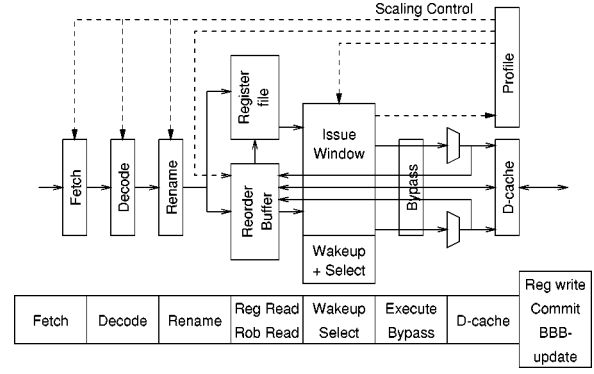 Scaling Control
Profile
Register
file
Issue
Window
Fetch
Decode
Rename
Reorder
Buffer
Bypass
D-cache
Wakeup
+ Select
Fetch
Decode
Rename
Reg Read
Rob Read
Wakeup
Select
Execute
Bypass
D-cache
Reg write
Commit
BBB-
update